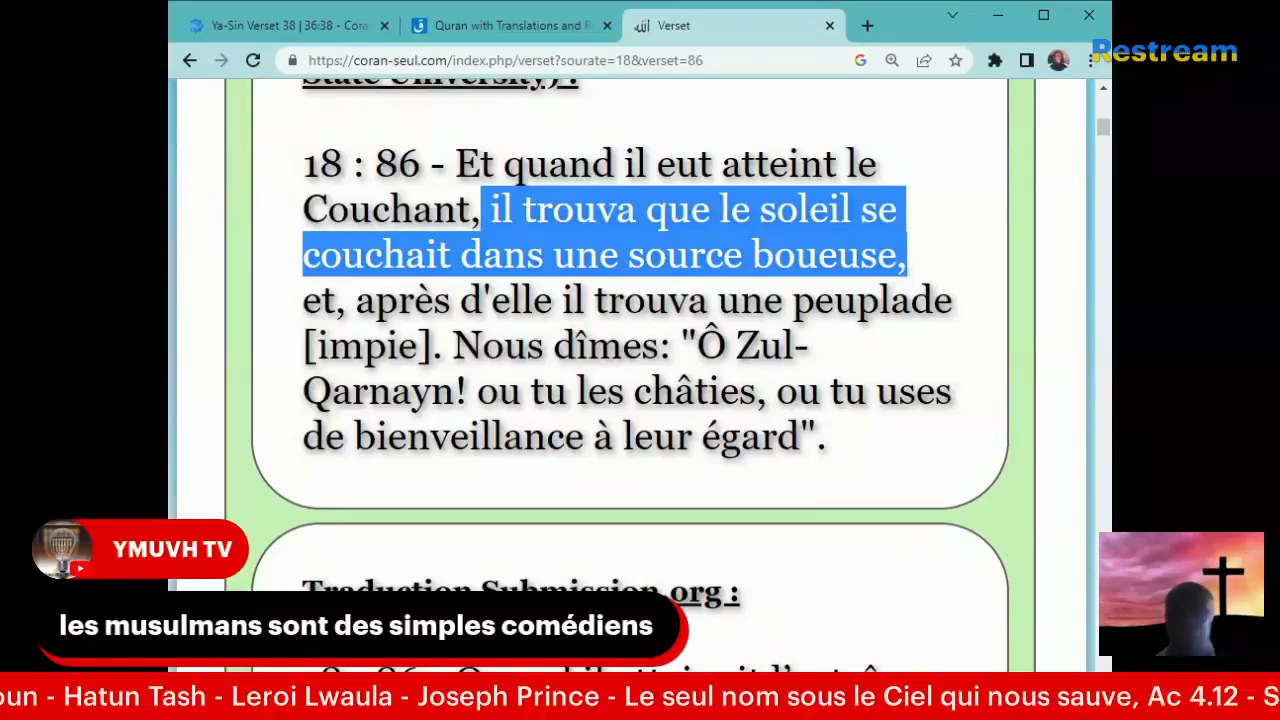 Ya-Sin Verset 38 | 36:38 - Cora
Quran with Translations and R
Verset
https://coran-seul.com/index.php/verset?sourate=18&verset=86
Restream
State University) :
18 : 86 - Et quand il eut atteint le
Couchant, il trouva que le soleil se
couchait dans une source boueuse,
et, après d'elle il trouva une peuplade
[impie]. Nous dîmes: "Ô Zul-
Qarnayn! ou tu les châties, ou tu uses
de bienveillance à leur égard".
Traduction Submission.org :
YMUVH TV
les musulmans sont des simples comédiens
oun - Hatun Tash - Leroi Lwaula - Joseph Prince - Le seul nom sous le Ciel qui nous sauve, Ac 4.12 - S